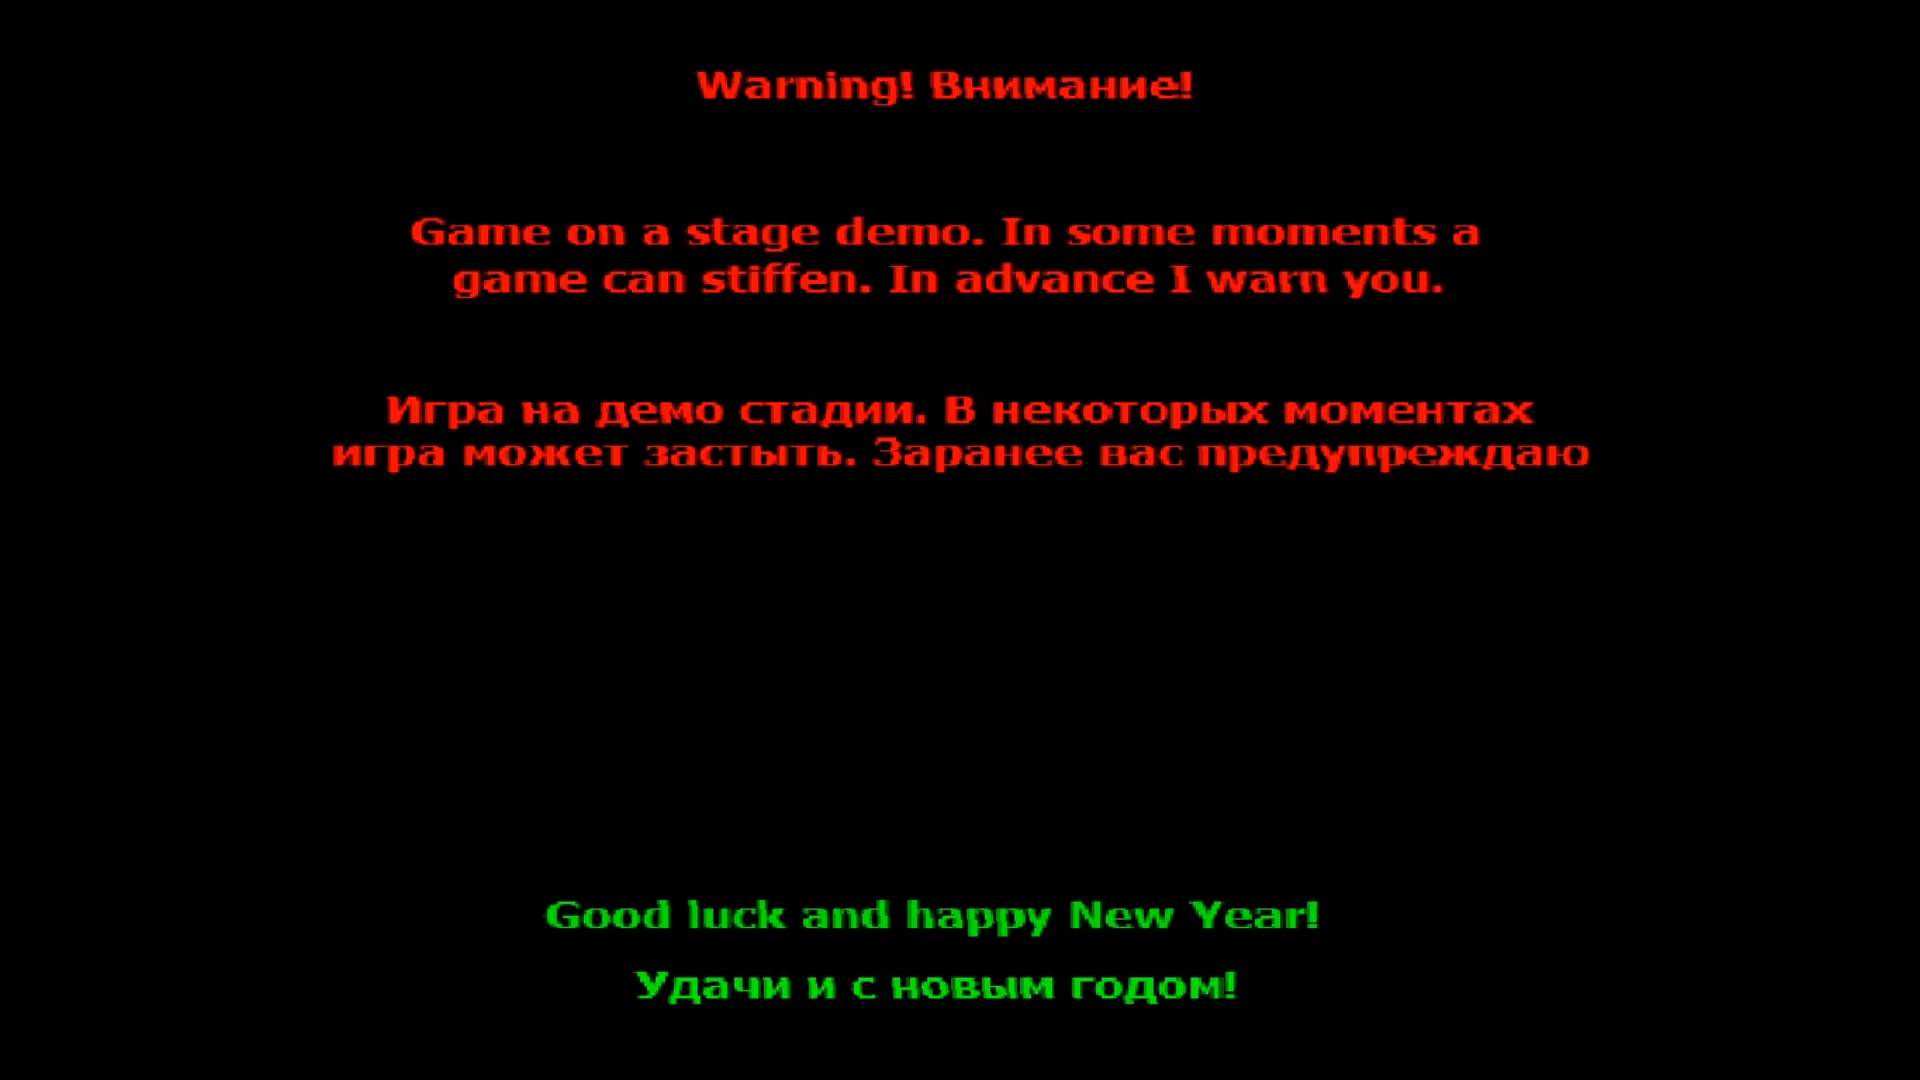 Warning! Внимание!
Game on a stage demo. In some moments a
game can stiffen. In advance I warn you.
Игра на демо стадии. В некоторых моментах
игра может застыть. Заранее вас предупреждаю
Good luck and happy New Year!
Удачи и с новым годом!